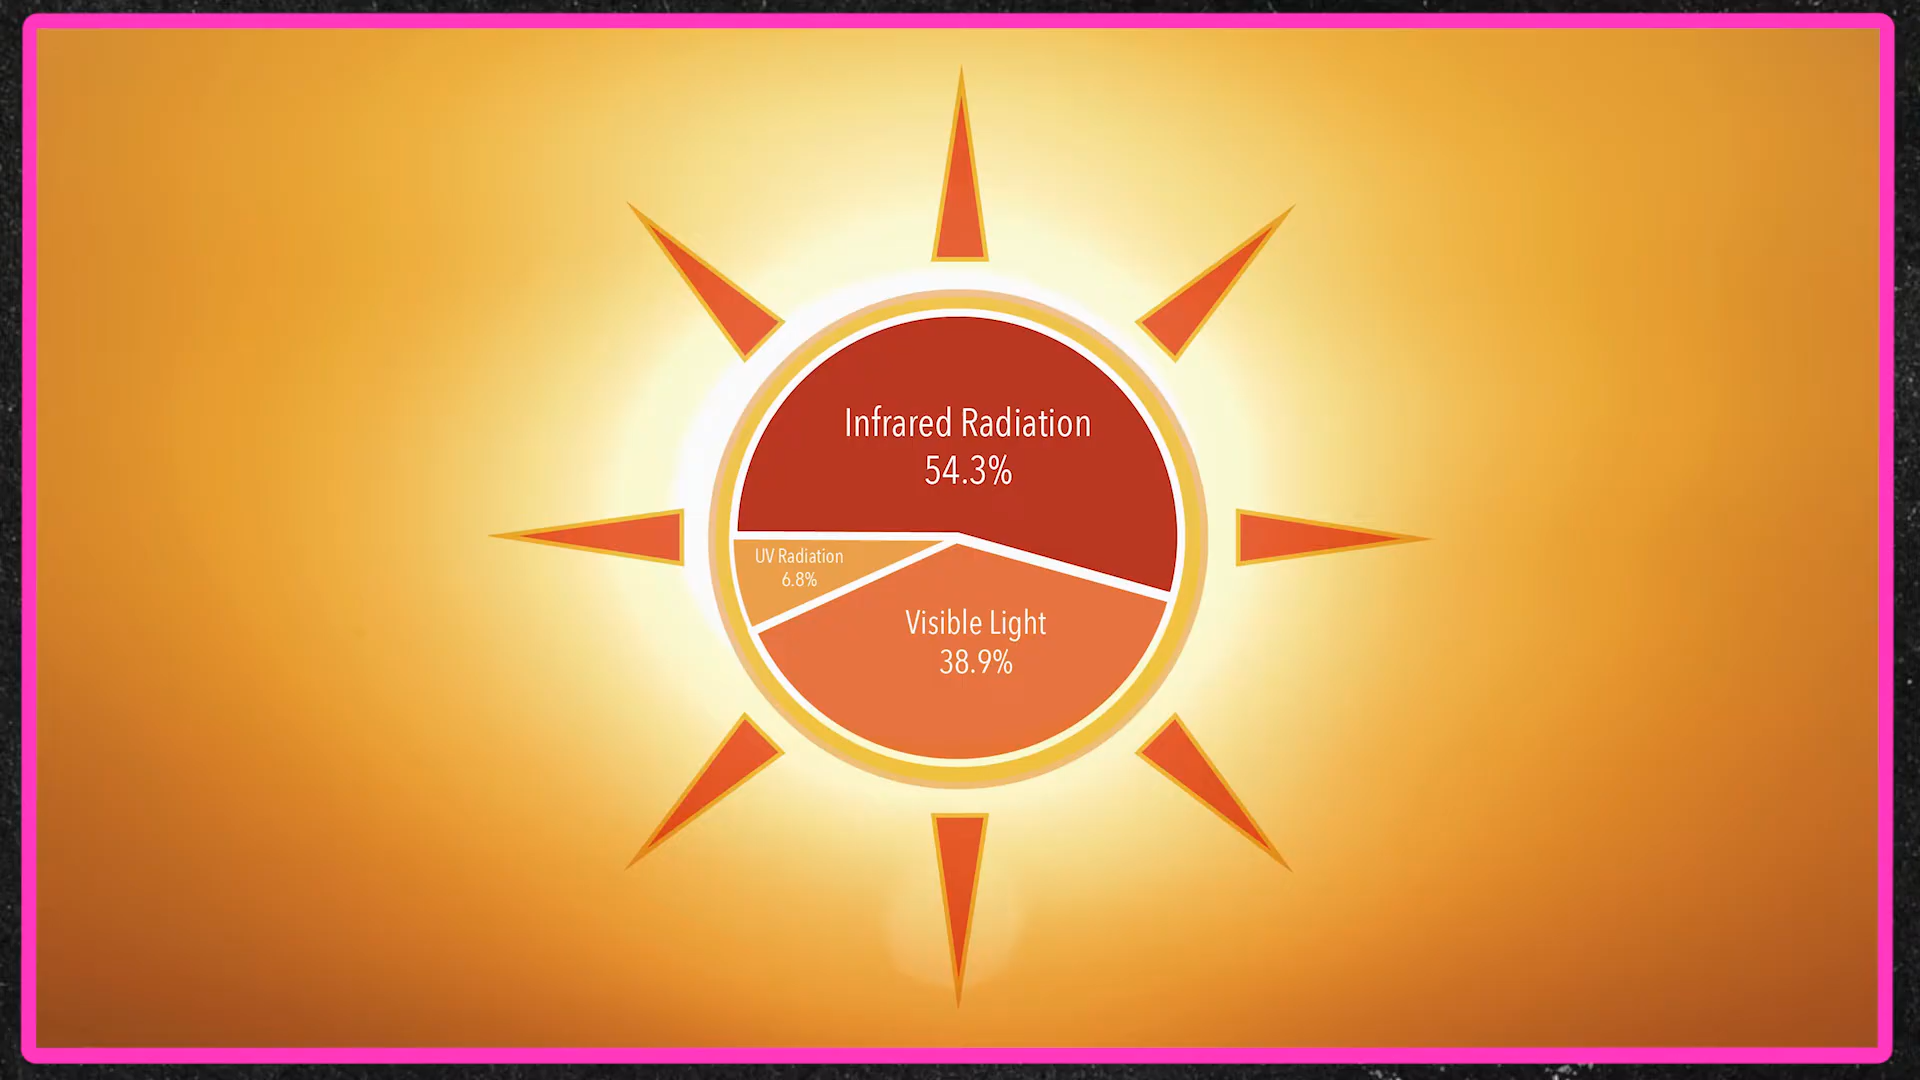 Infrared Radiation
54.3%
UV Radiation
6.8%
Visible Light
38.9%